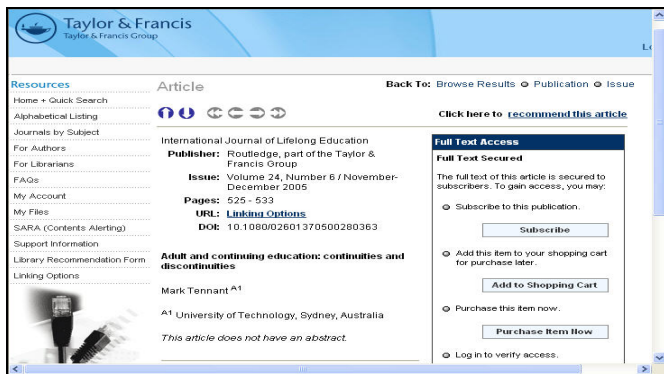 Taylor & Francis
Taylor & Francis Group
Resources
Home + Quick Search
Alphabetical Listing
Journals by Subject
For Authors
For Librarians
FAQs
My Account
My Files
SARA (Contents Alerting)
Support Information
Library Recommendation Form
Linking Options
Article
Back To: Browse Results Publication Issue
Click here to recommend this article
International Journal of Lifelong Education
Publisher: Routledge, part of the Taylor &
Francis Group
Issue: Volume 24, Number 6 / November-
December 2005
Pages: 525 - 533
URL: Linking Options
DOI: 10.1080/02601370500280363
Adult and continuing education: continuities and
discontinuities
Mark Tennant A1
A1 University of Technology, Sydney, Australia
This article does not have an abstract.
Full Text Access
Full Text Secured
The full text of this article is secured to
subscribers. To gain access, you may:
Subscribe to this publication.
Subscribe
Add this item to your shopping cart
for purchase later.
Add to Shopping Cart
Purchase this item now.
Purchase Item Now
Log in to verify access.